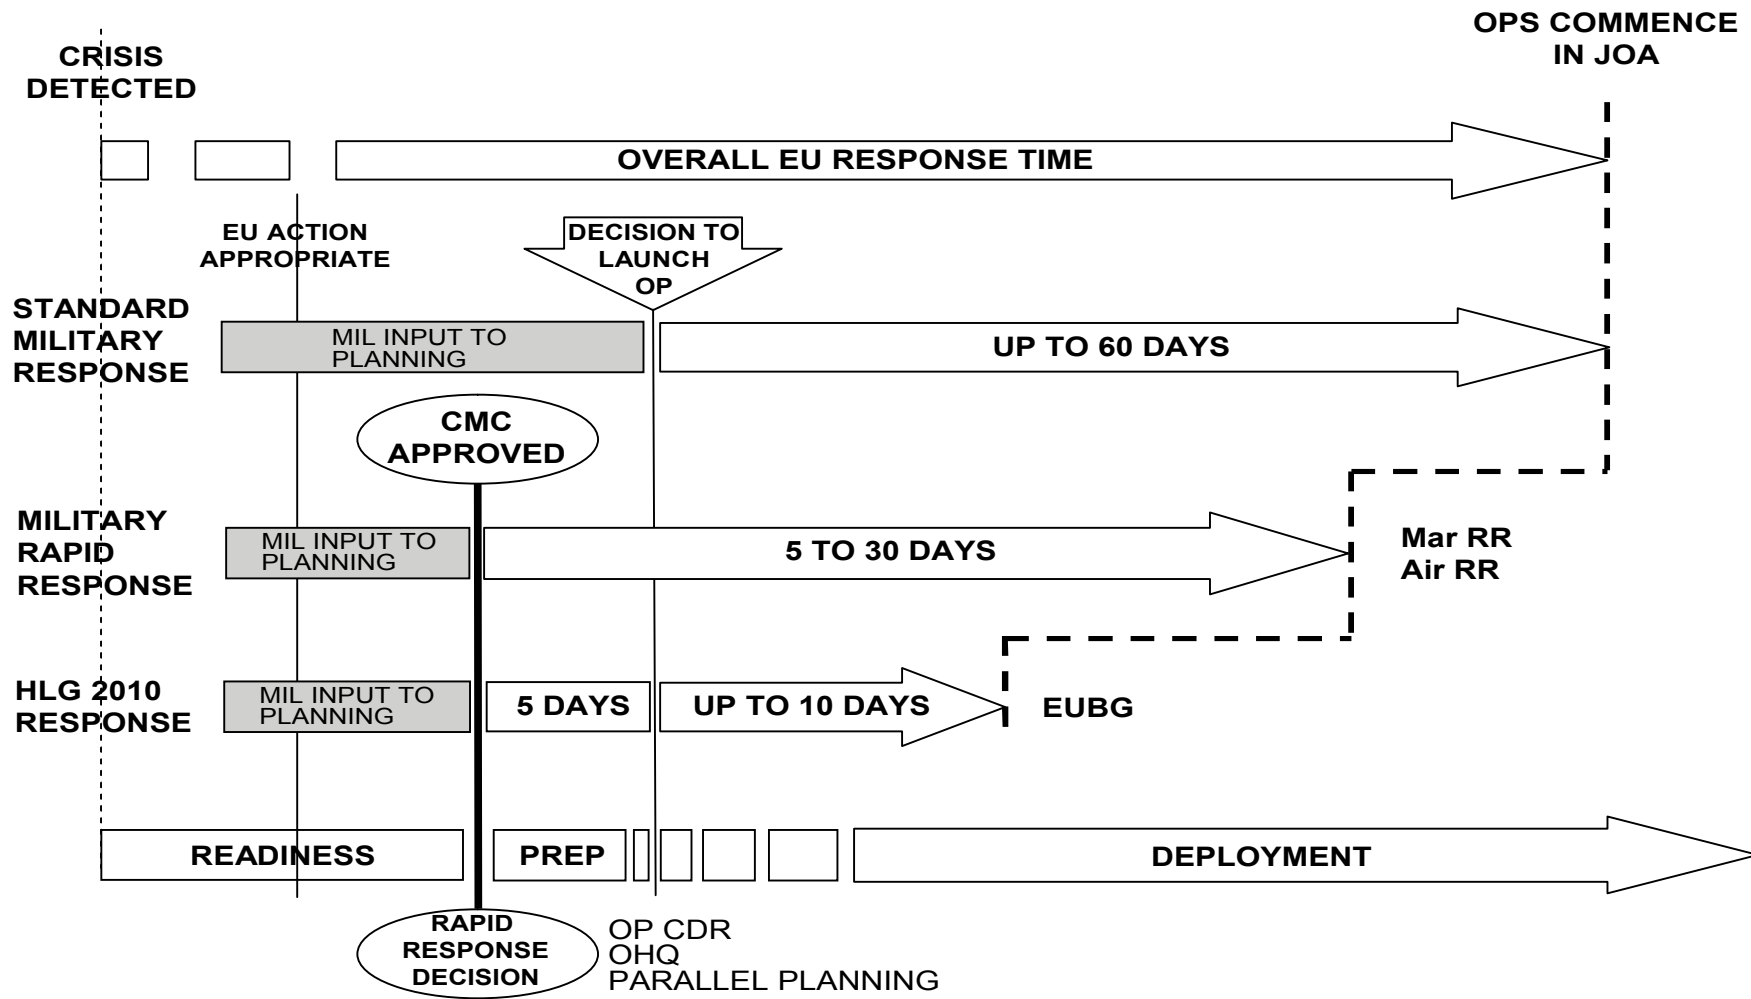 OPS COMMENCE
IN JOA
CRISIS
DETECTED
OVERALL EU RESPONSE TIME
EU ACTION
APPROPRIATE
DECISION TO
LAUNCH
OP
STANDARD
MILITARY
RESPONSE
MIL INPUT TO
PLANNING
UP TO 60 DAYS
CMC
APPROVED
MILITARY
RAPID
RESPONSE
MIL INPUT TO
PLANNING
5 TO 30 DAYS
Mar RR
Air RR
HLG 2010
RESPONSE
MIL INPUT TO
PLANNING
5 DAYS
UP TO 10 DAYS
EUBG
READINESS
PREP
DEPLOYMENT
RAPID
RESPONSE
DECISION
OP CDR
OHQ
PARALLEL PLANNING